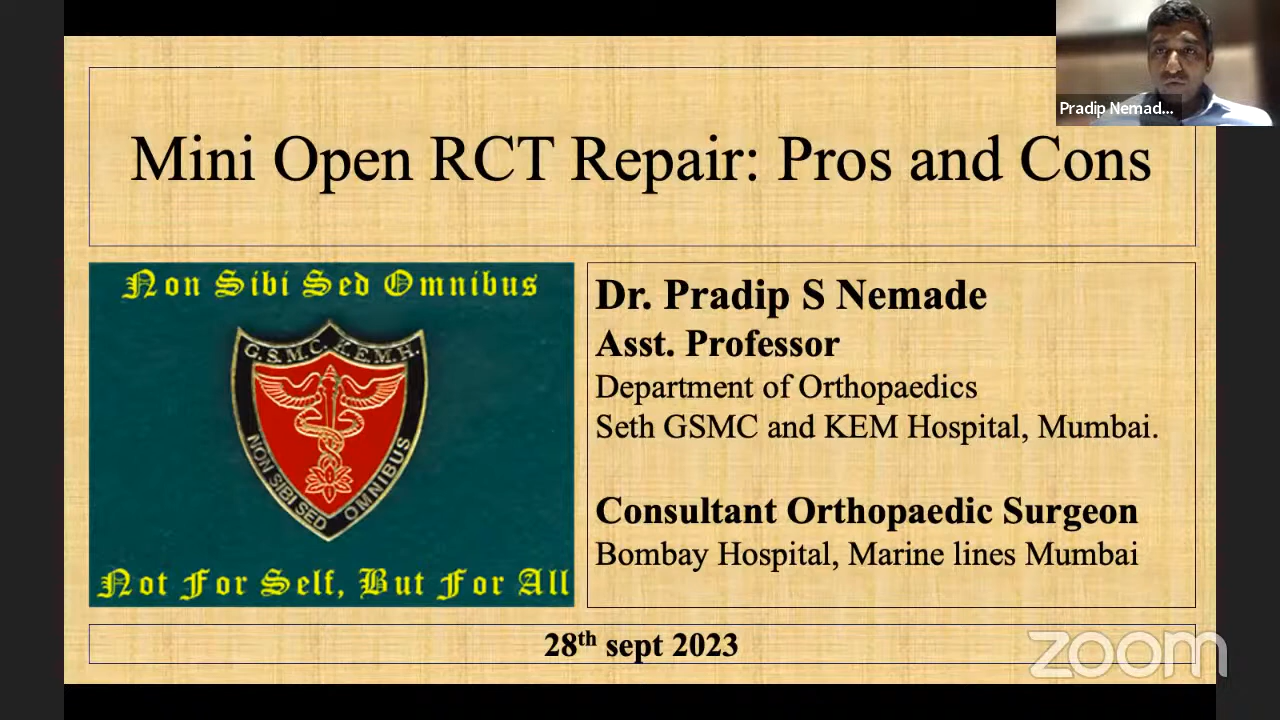 Mini Open RCT Repair: Pros and Cons
Pradip Nemad...
Non Sibi Sed Omnibus
G.S.M.C. K.E.M.H.
NON SIBI SED OMNIBUS
Not For Self, But For All
Dr. Pradip S Nemade
Asst. Professor
Department of Orthopaedics
Seth GSMC and KEM Hospital, Mumbai.
Consultant Orthopaedic Surgeon
Bombay Hospital, Marine lines Mumbai
28th sept 2023
zoom